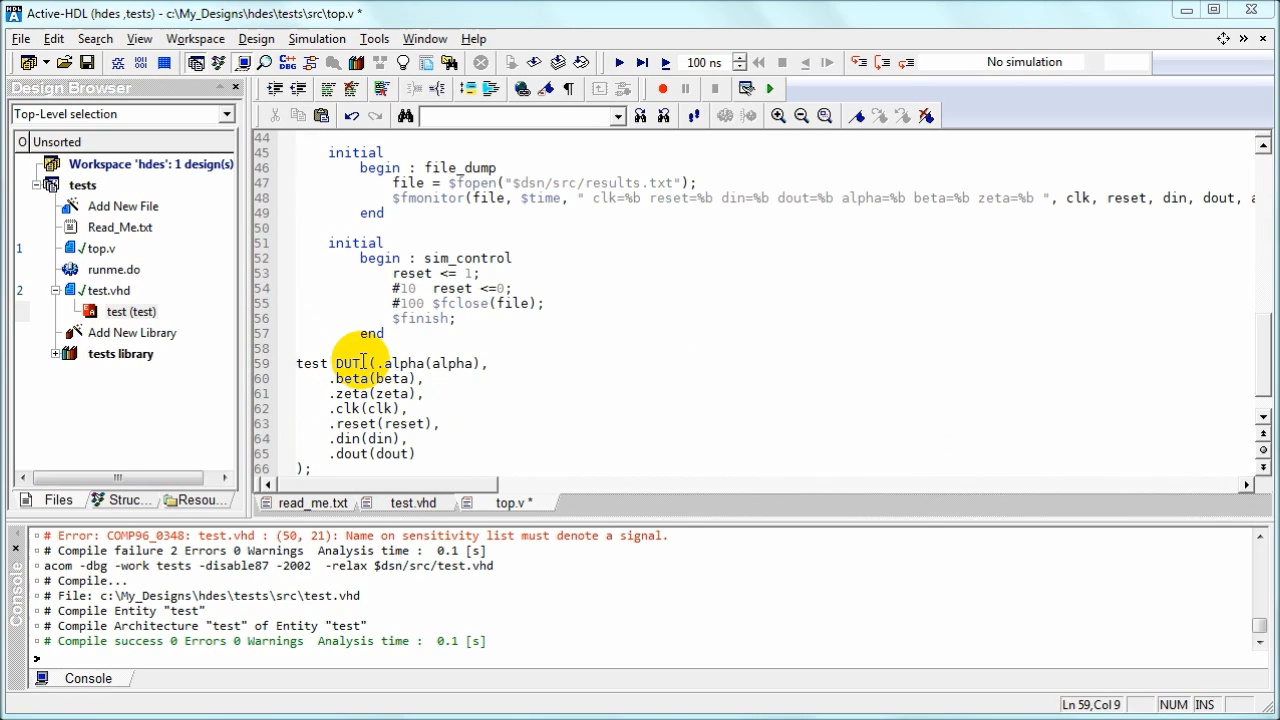 Active-HDL (hdes ,tests) - c:\My_Designs\hdes\tests\src\top.v *
File Edit Search View Workspace Design Simulation Tools Window Help
100 ns No simulation
Design Browser
Top-Level selection
O Unsorted
Workspace 'hdes': 1 design(s)
tests
Add New File
Read_Me.txt
1 top.v
runme.do
2 test.vhd
test (test)
Add New Library
tests library
Files Struc... Resou...
44
45 initial
46 begin : file_dump
47 file = $fopen("$dsn/src/results.txt");
48 $fmonitor(file, $time, " clk=%b reset=%b din=%b dout=%b alpha=%b beta=%b zeta=%b ", clk, reset, din, dout, a
49 end
50
51 initial
52 begin : sim_control
53 reset <= 1;
54 #10 reset <=0;
55 #100 $fclose(file);
56 $finish;
57 end
58
59 test DUT (.alpha(alpha),
60 .beta(beta),
61 .zeta(zeta),
62 .clk(clk),
63 .reset(reset),
64 .din(din),
65 .dout(dout)
66 );
read_me.txt test.vhd top.v *
# Error: COMP96_0348: test.vhd : (50, 21): Name on sensitivity list must denote a signal.
# Compile failure 2 Errors 0 Warnings Analysis time : 0.1 [s]
acom -dbg -work tests -disable87 -2002 -relax $dsn/src/test.vhd
# Compile...
# File: c:\My_Designs\hdes\tests\src\test.vhd
# Compile Entity "test"
# Compile Architecture "test" of Entity "test"
# Compile success 0 Errors 0 Warnings Analysis time : 0.1 [s]
>
Console
Console
Ln 59,Col 9 NUM INS